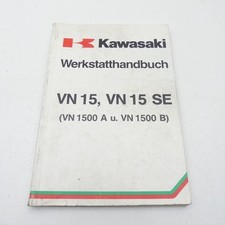 Kawasaki
Werkstatthandbuch
VN 15, VN 15 SE
(VN 1500 A u. VN 1500 B)